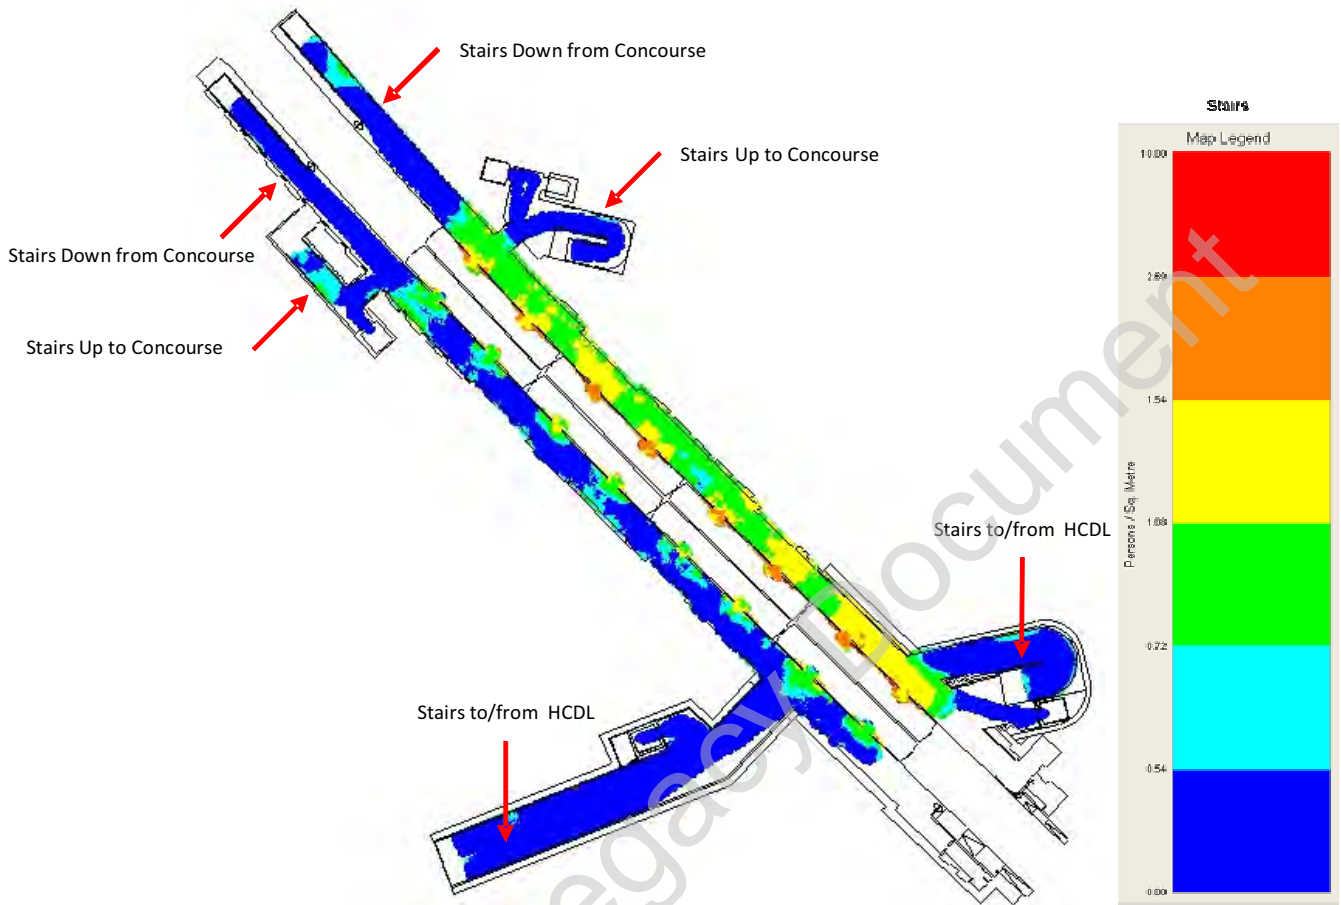 Stairs Down from Concourse
Stairs Up to Concourse
Stairs Down from Concourse
Stairs Up to Concourse
Stairs to/from HCDL
Stairs to/from HCDL
Stairs
Map Legend
10.00
1.54
1.08
0.72
0.54
0.00
Persons / Sq. Metre
Legacy Document